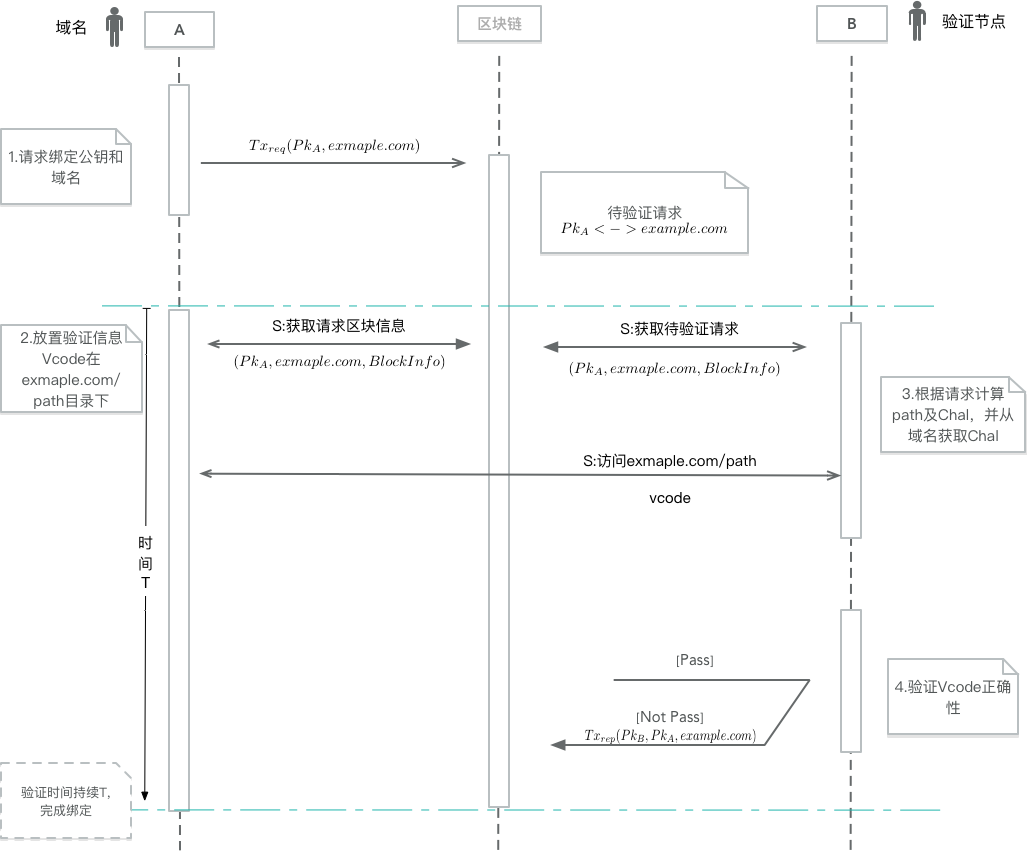 域名
A
区块链
B
验证节点
1.请求绑定公钥和
域名
Tx_{req}(Pk_A, exmaple.com)
待验证请求
Pk_A <-> example.com
2.放置验证信息
Vcode在
exmaple.com/
path目录下
S:获取请求区块信息
(Pk_A, exmaple.com, BlockInfo)
S:获取待验证请求
(Pk_A, exmaple.com, BlockInfo)
3.根据请求计算
path及Chal，并从
域名获取Chal
S:访问exmaple.com/path
vcode
时
间
T
[Pass]
[Not Pass]
Tx_{rep}(Pk_B, Pk_A, example.com)
4.验证Vcode正确
性
验证时间持续T，
完成绑定